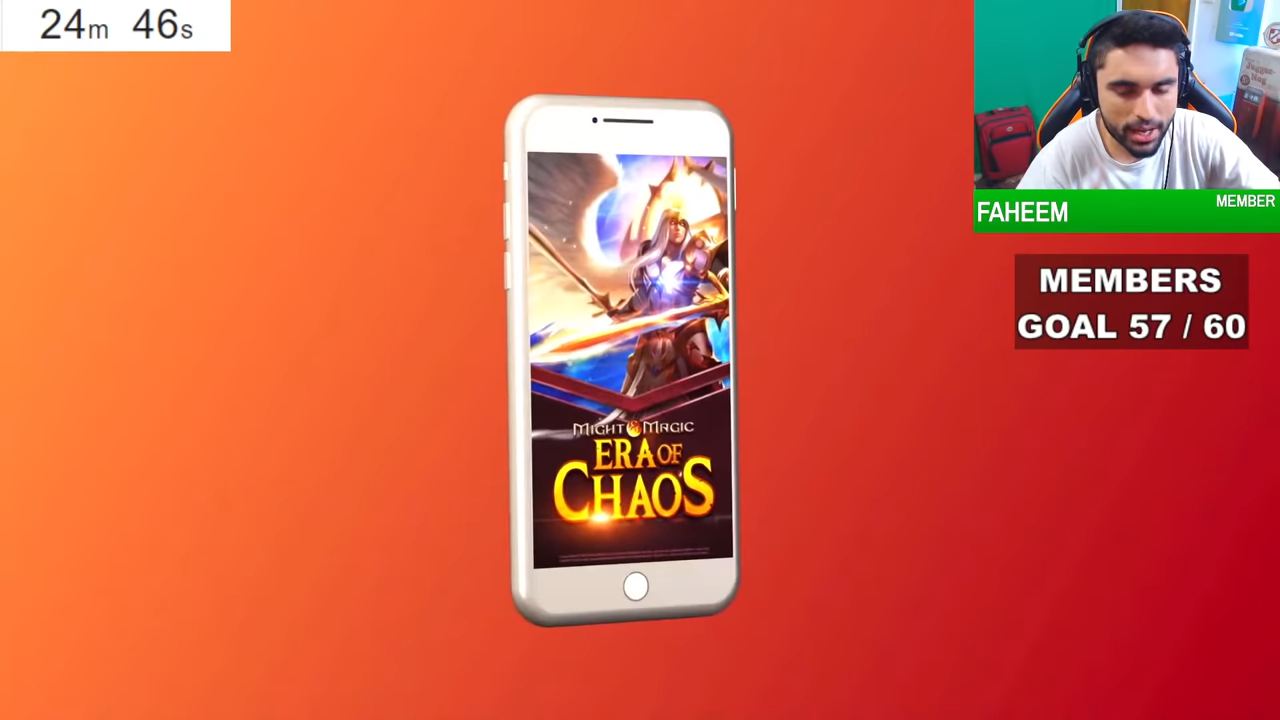 24m 46s
FAHEEM
MEMBER
MEMBERS
GOAL 57 / 60
MIGHT & MAGIC
ERA OF
CHAOS